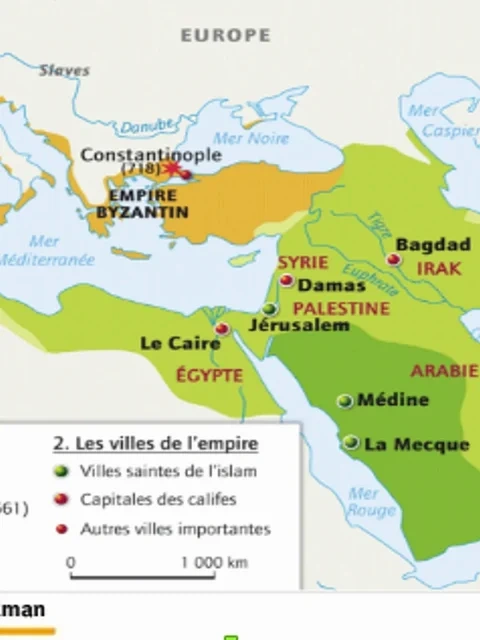 EUROPE
Slaves
Danube
Mer Noire
Mer
Caspier
Constantinople
(718)
EMPIRE
BYZANTIN
Mer
Méditerranée
Tigre
Bagdad
IRAK
SYRIE
Damas
Euphrate
PALESTINE
Jérusalem
Le Caire
ÉGYPTE
ARABIE
Médine
La Mecque
Mer
Rouge
2. Les villes de l'empire
Villes saintes de l'islam
Capitales des califes
Autres villes importantes
0 1 000 km
561)
man